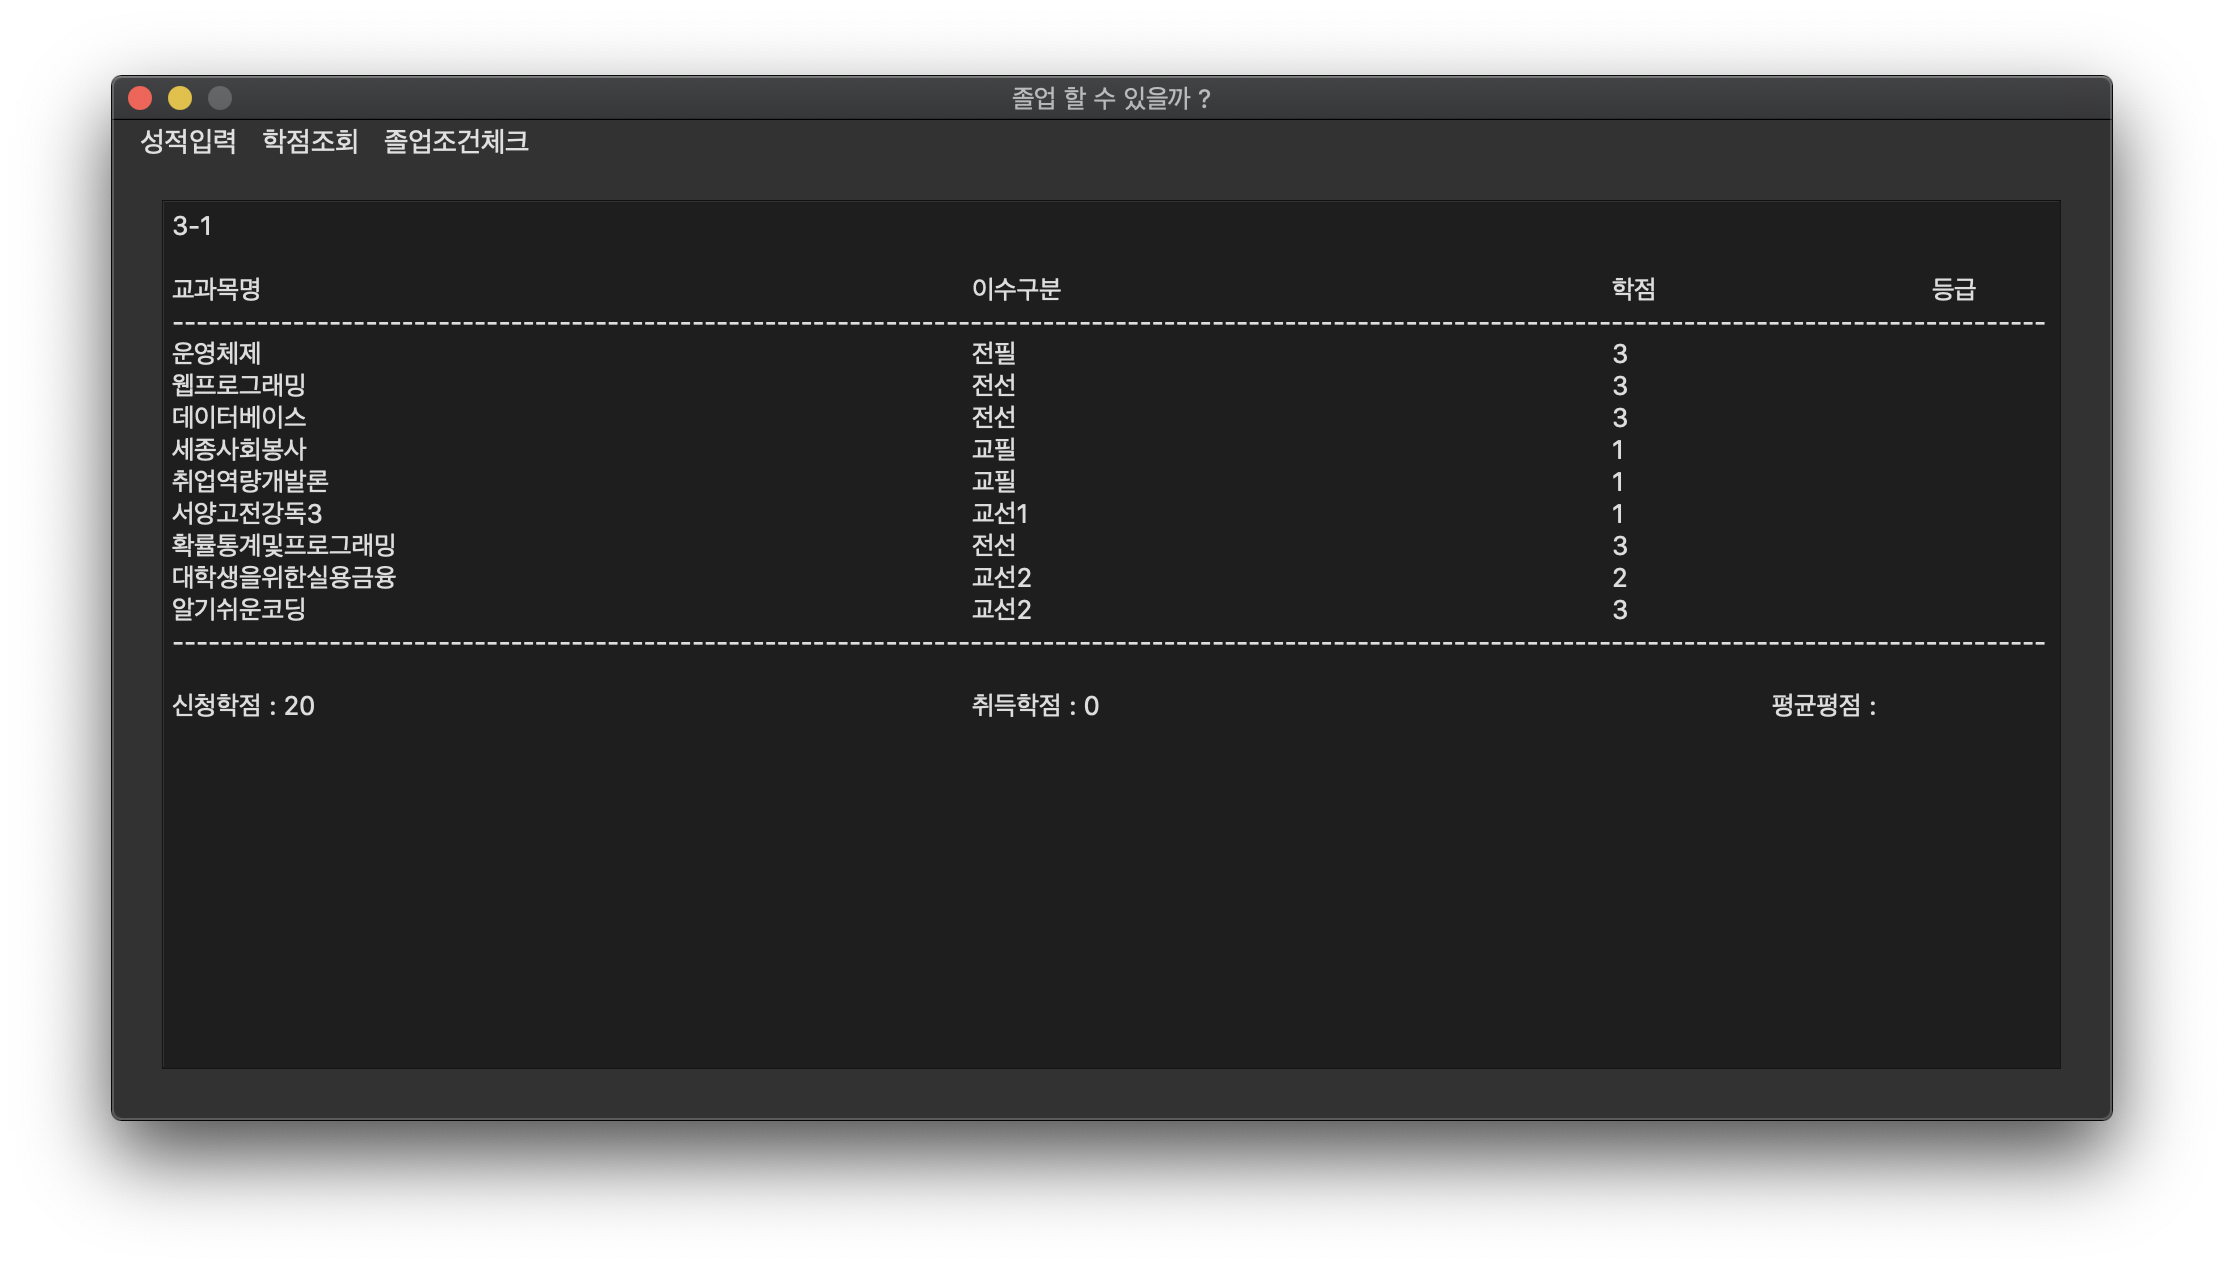 졸업 할 수 있을까 ?
성적입력 학점조회 졸업조건체크
3-1
교과목명 이수구분 학점 등급
--------------------------------------------------------------------------------------------------------------------------------------------------------
운영체제 전필 3
웹프로그래밍 전선 3
데이터베이스 전선 3
세종사회봉사 교필 1
취업역량개발론 교필 1
서양고전강독3 교선1 1
확률통계및프로그래밍 전선 3
대학생을위한실용금융 교선2 2
알기쉬운코딩 교선2 3
--------------------------------------------------------------------------------------------------------------------------------------------------------
신청학점 : 20 취득학점 : 0 평균평점 :